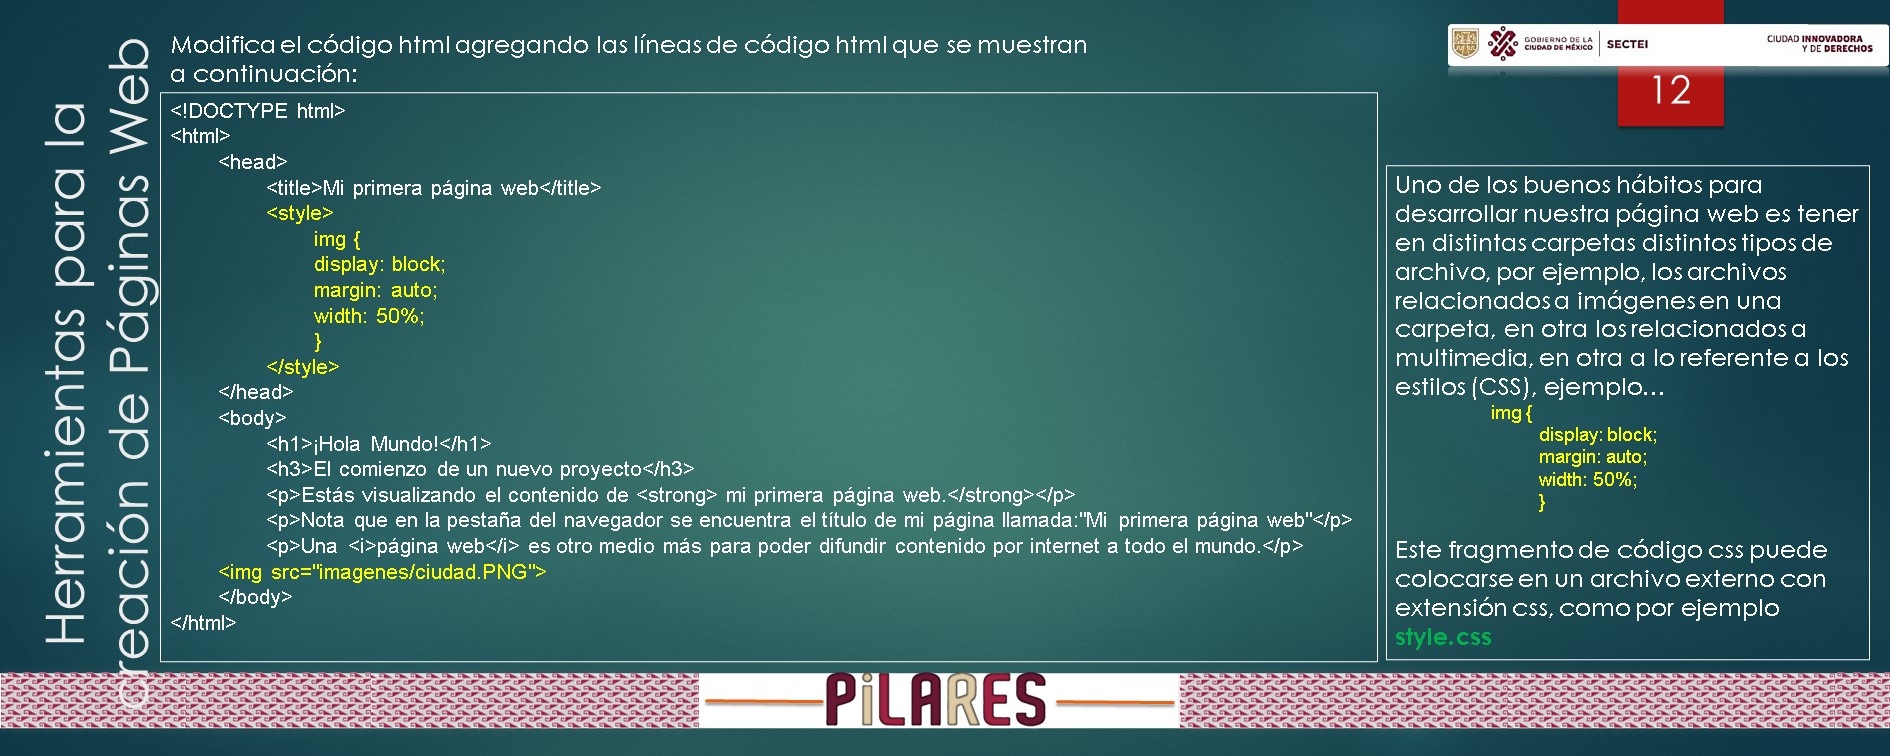 Herramientas para la
creación de Páginas Web
Modifica el código html agregando las líneas de código html que se muestran
a continuación:
<!DOCTYPE html>
<html>
<head>
<title>Mi primera página web</title>
<style>
img {
display: block;
margin: auto;
width: 50%;
}
</style>
</head>
<body>
<h1>¡Hola Mundo!</h1>
<h3>El comienzo de un nuevo proyecto</h3>
<p>Estás visualizando el contenido de <strong> mi primera página web.</strong></p>
<p>Nota que en la pestaña del navegador se encuentra el título de mi página llamada:"Mi primera página web"</p>
<p>Una <i>página web</i> es otro medio más para poder difundir contenido por internet a todo el mundo.</p>
<img src="imagenes/ciudad.PNG">
</body>
</html>
GOBIERNO DE LA
CIUDAD DE MÉXICO
SECTEI
CIUDAD INNOVADORA
Y DE DERECHOS
12
Uno de los buenos hábitos para
desarrollar nuestra página web es tener
en distintas carpetas distintos tipos de
archivo, por ejemplo, los archivos
relacionados a imágenes en una
carpeta, en otra los relacionados a
multimedia, en otra a lo referente a los
estilos (CSS), ejemplo...
img {
display: block;
margin: auto;
width: 50%;
}
Este fragmento de código css puede
colocarse en un archivo externo con
extensión css, como por ejemplo
style.css
PiLARES